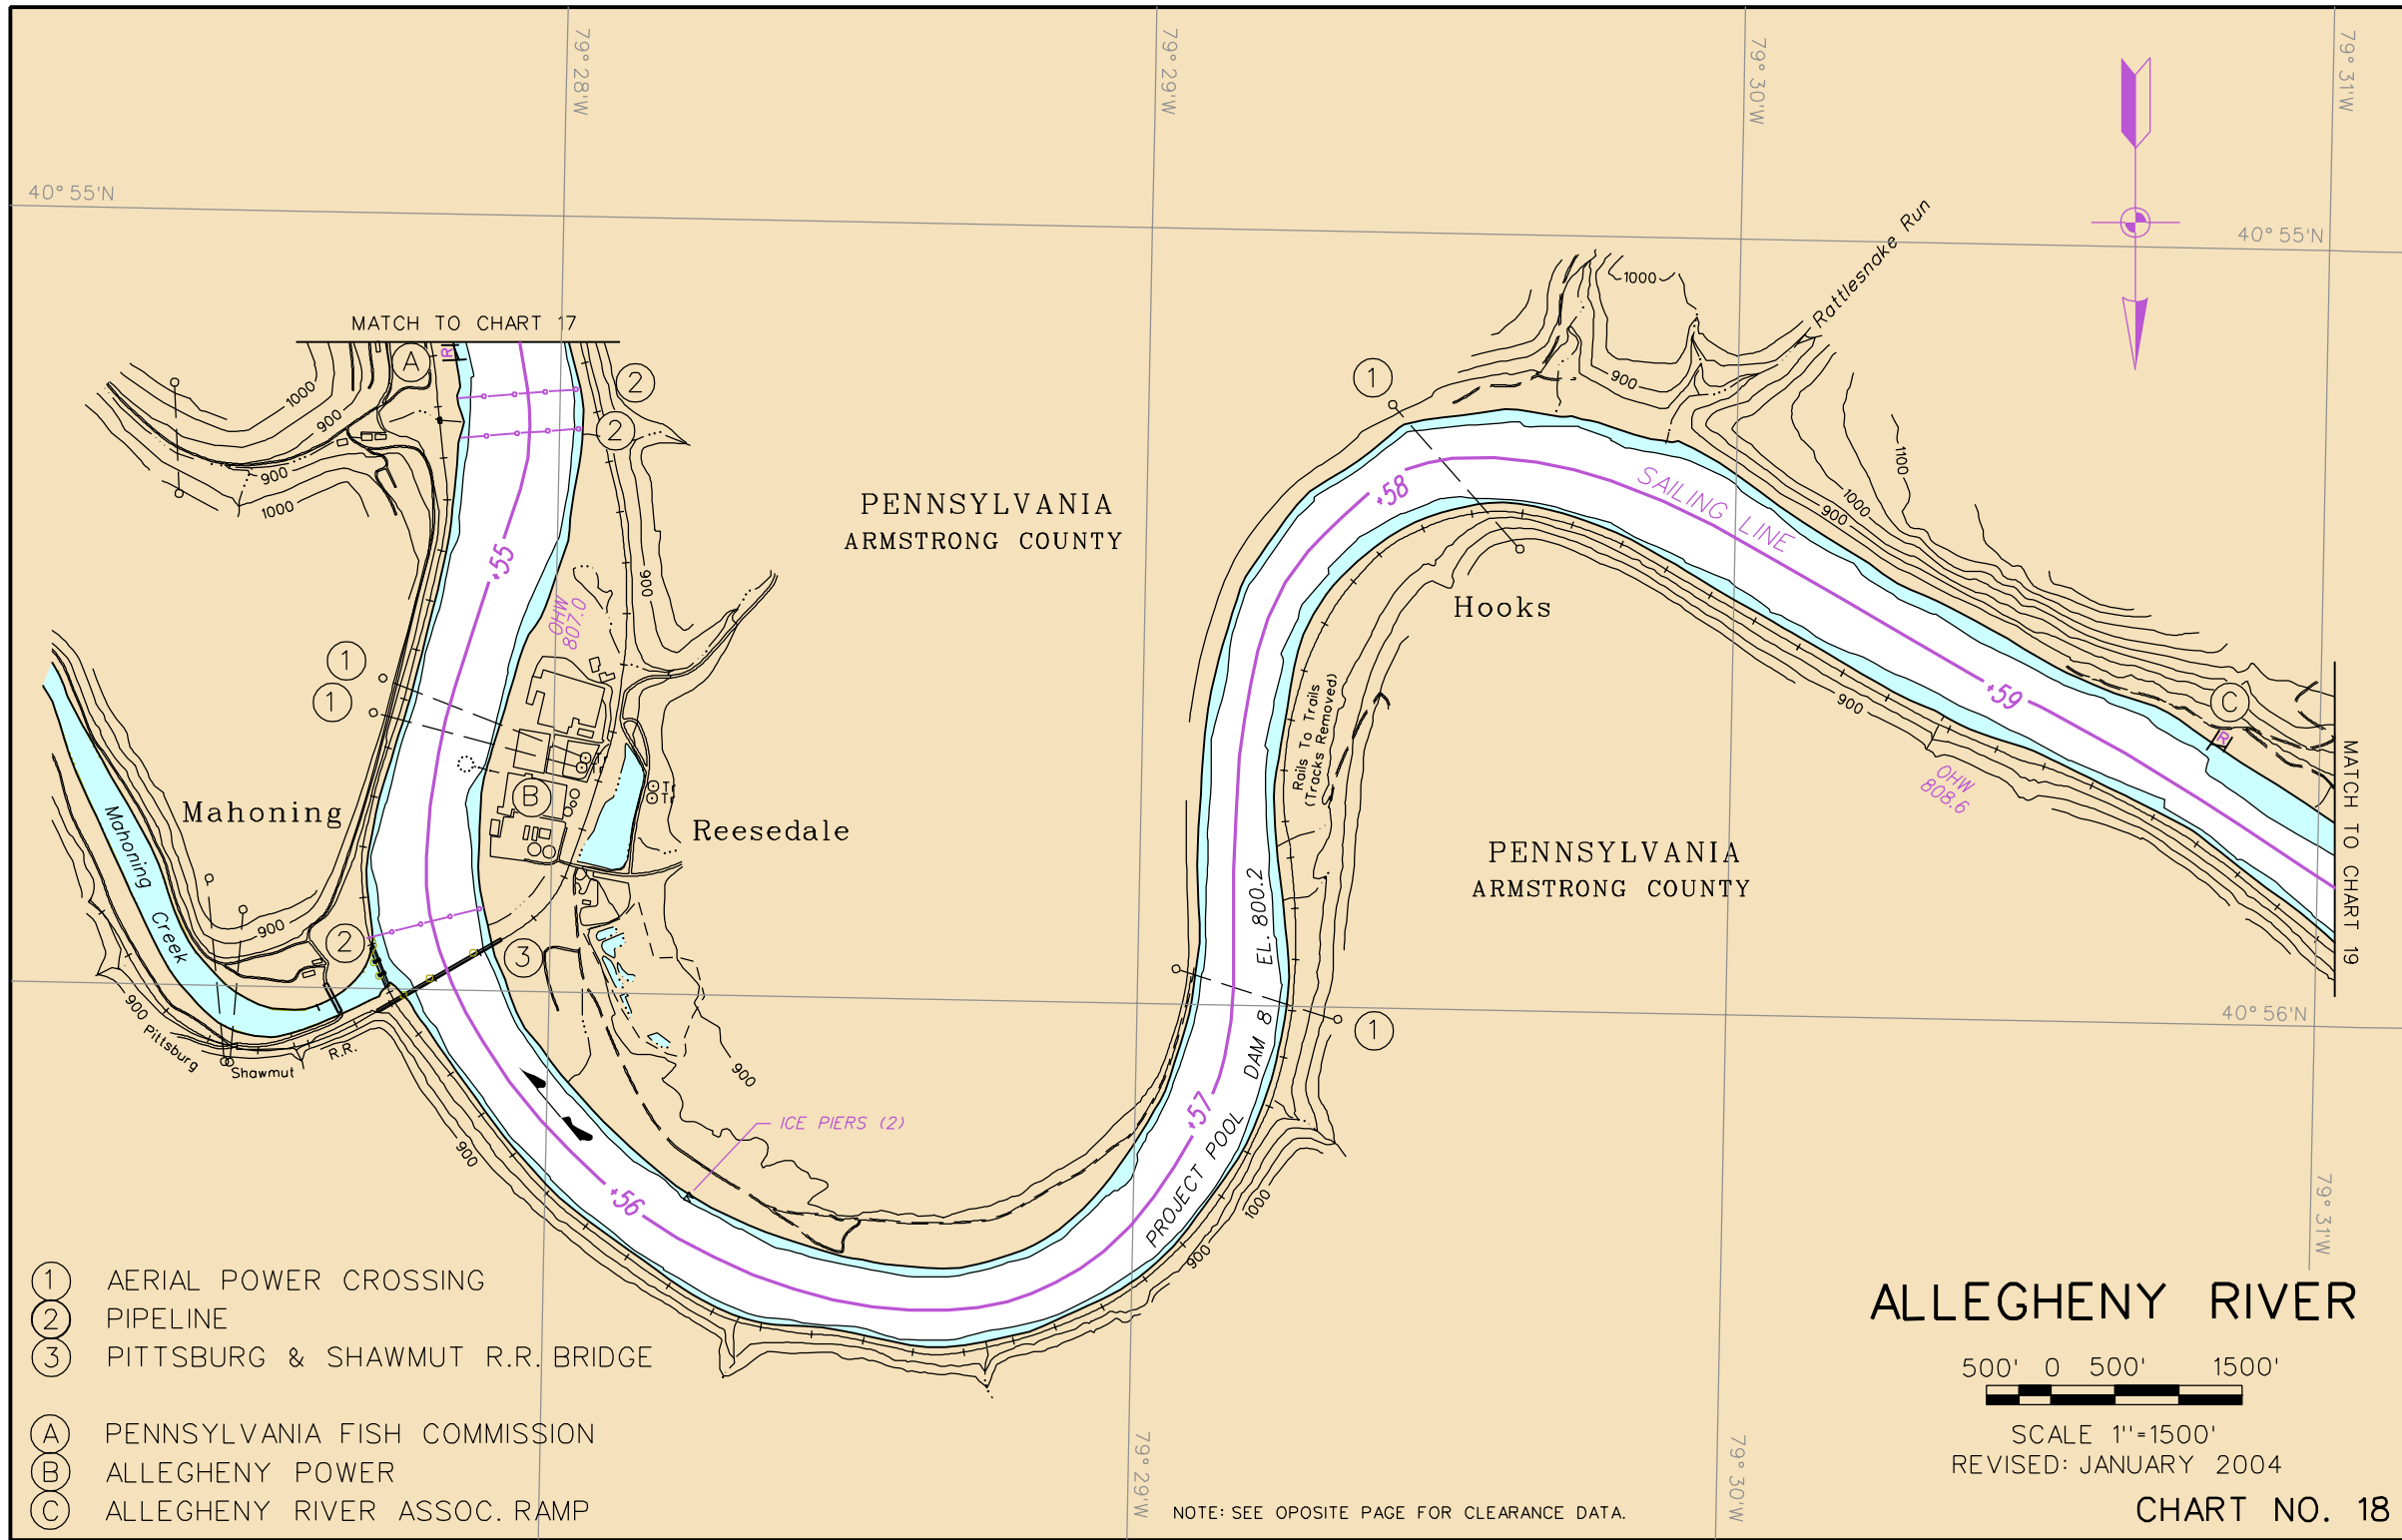 79° 28'W
79° 29'W
79° 30'W
79° 31'W
40° 55'N
40° 55'N
Rattlesnake Run
MATCH TO CHART 17
A
R
2
2
1000
900
900
1000
1000
900
1
1100
1000
900
+58
SAILING LINE
PENNSYLVANIA
ARMSTRONG COUNTY
+55
900
OHW
807.0
Hooks
1
1
Rails To Trails
(Tracks Removed)
+59
C
R
900
MATCH TO CHART 19
OHW
808.6
Mahoning
Mahoning
Creek
B
Tr
Tr
Tr
Reesedale
PENNSYLVANIA
ARMSTRONG COUNTY
900
2
3
900
Pittsburg
Shawmut
R.R.
1
40° 56'N
PROJECT POOL DAM 8 EL. 800.2
900
900
+57
ICE PIERS (2)
+56
1000
900
79° 31'W
1 AERIAL POWER CROSSING
2 PIPELINE
3 PITTSBURG & SHAWMUT R.R. BRIDGE
A PENNSYLVANIA FISH COMMISSION
B ALLEGHENY POWER
C ALLEGHENY RIVER ASSOC. RAMP
79° 29'W
79° 30'W
NOTE: SEE OPOSITE PAGE FOR CLEARANCE DATA.
ALLEGHENY RIVER
500' 0 500' 1500'
SCALE 1''=1500'
REVISED: JANUARY 2004
CHART NO. 18